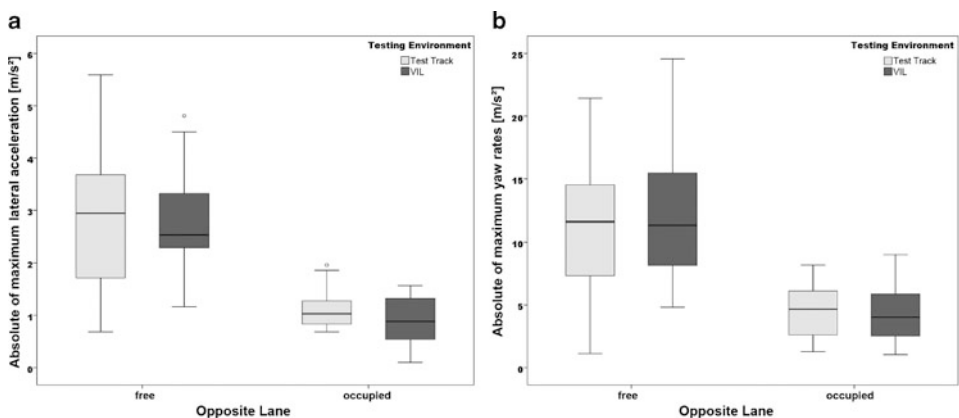 a
Testing Environment
Test Track
VIL
Absolute of maximum lateral acceleration [m/s²]
6
5
4
3
2
1
0
free
occupied
Opposite Lane
b
Testing Environment
Test Track
VIL
Absolute of maximum yaw rates [m/s²]
25
20
15
10
5
0
free
occupied
Opposite Lane